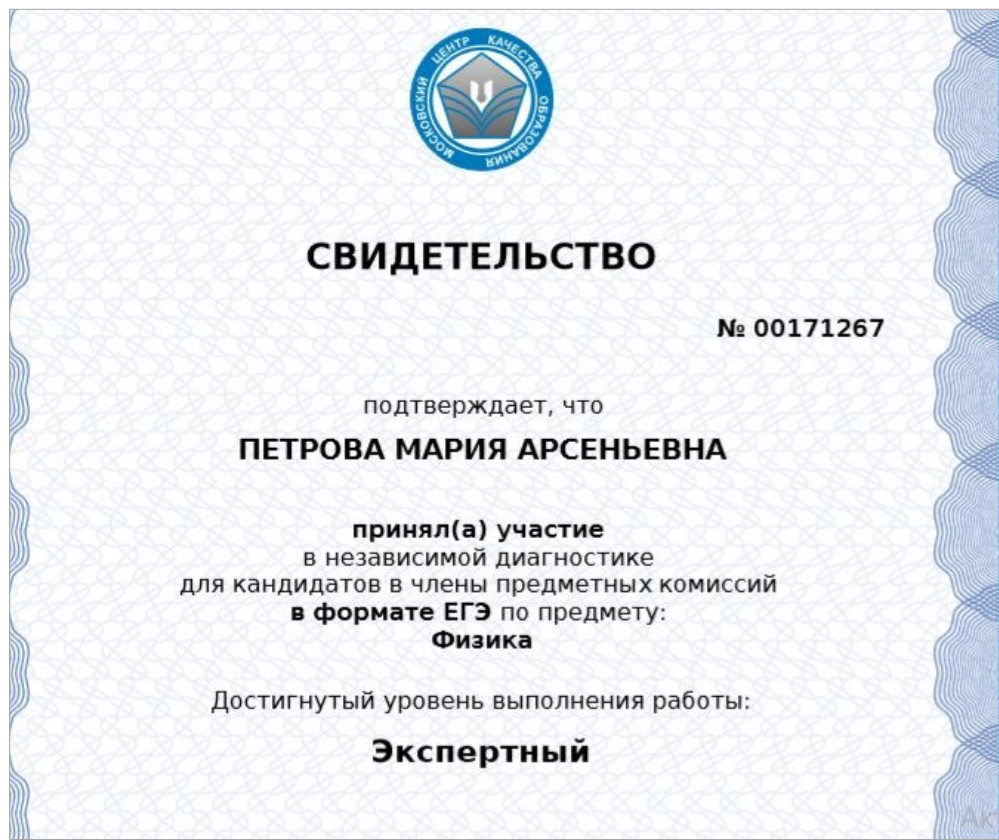 МОСКОВСКИЙ ЦЕНТР КАЧЕСТВА ОБРАЗОВАНИЯ
СВИДЕТЕЛЬСТВО
№ 00171267
подтверждает, что
ПЕТРОВА МАРИЯ АРСЕНЬЕВНА
принял(а) участие
в независимой диагностике
для кандидатов в члены предметных комиссий
в формате ЕГЭ по предмету:
Физика
Достигнутый уровень выполнения работы:
Экспертный